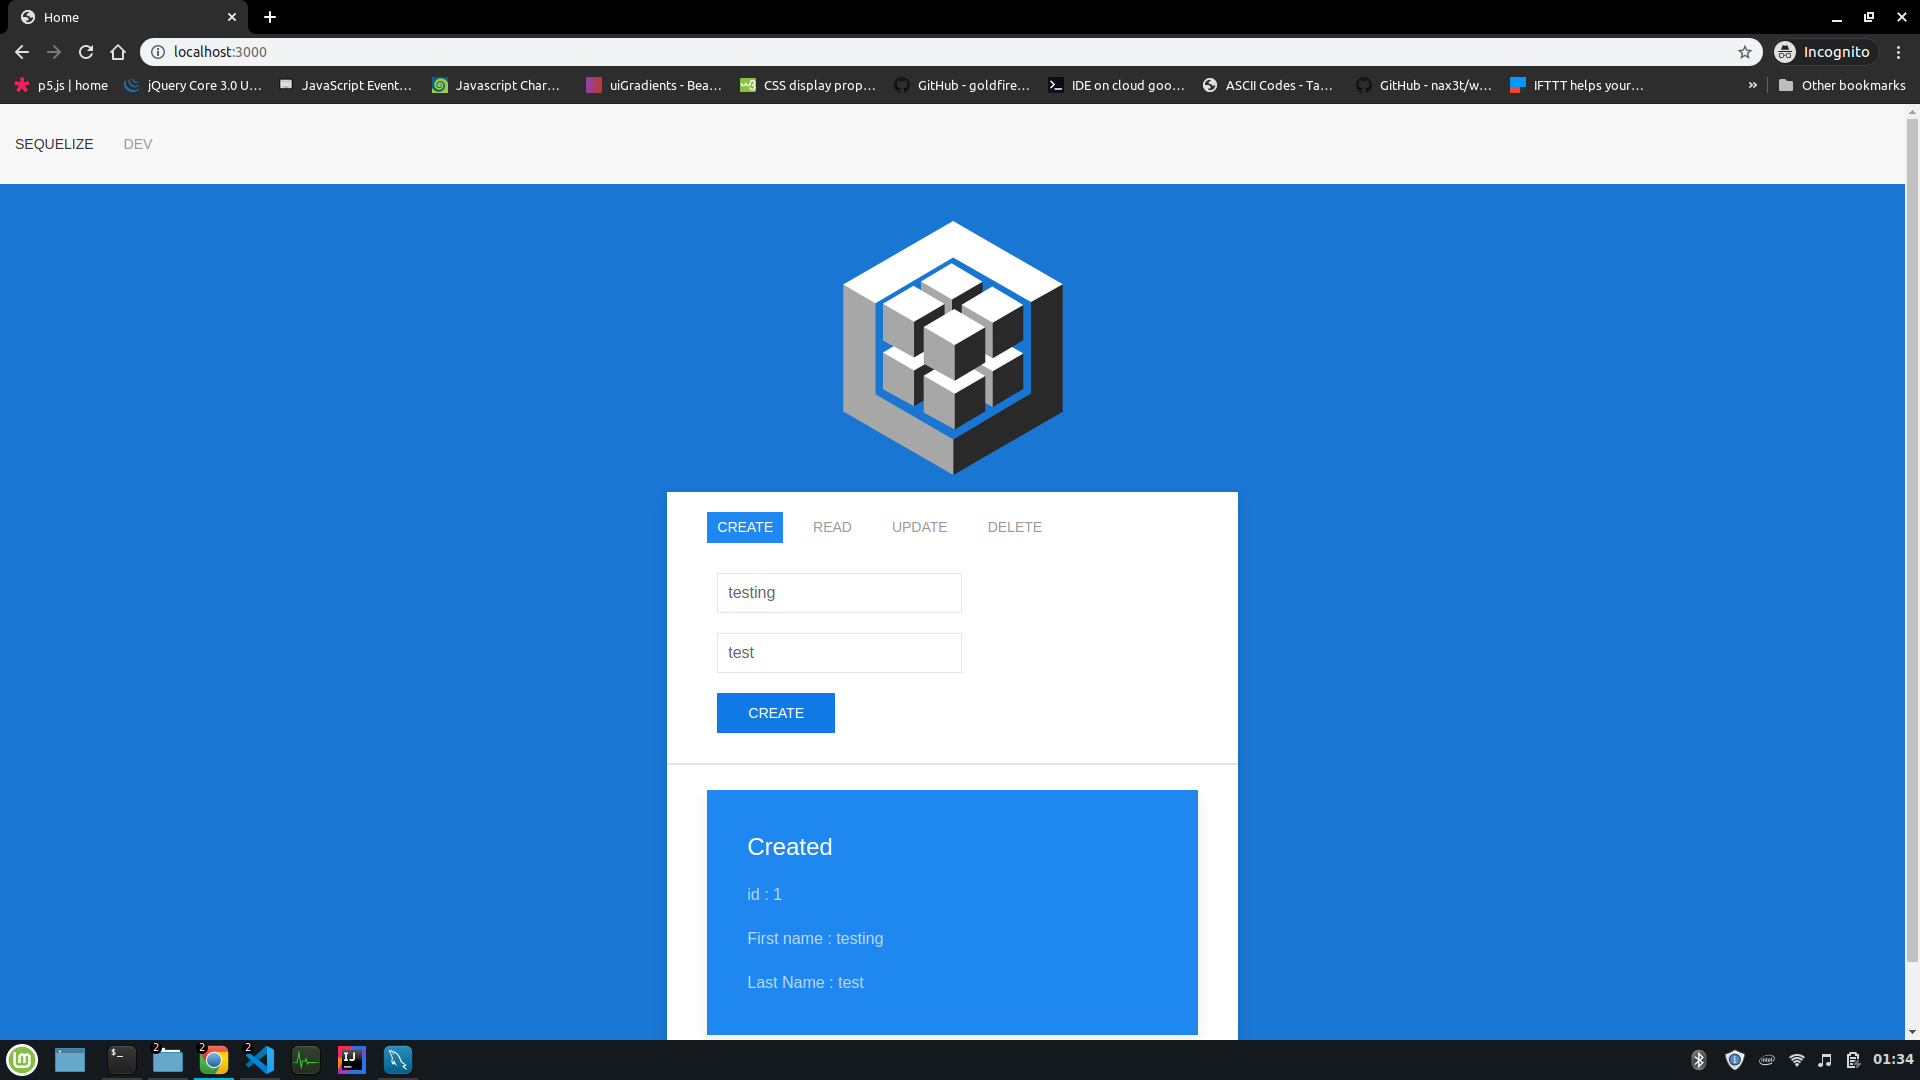 Home
localhost:3000
Incognito
p5.js | home
jQuery Core 3.0 U...
JavaScript Event...
Javascript Char...
uiGradients - Bea...
CSS display prop...
GitHub - goldfire...
IDE on cloud goo...
ASCII Codes - Ta...
GitHub - nax3t/w...
IFTTT helps your...
»
Other bookmarks
SEQUELIZE
DEV
CREATE
READ
UPDATE
DELETE
testing
test
CREATE
Created
id : 1
First name : testing
Last Name : test
2
2
2
01:34